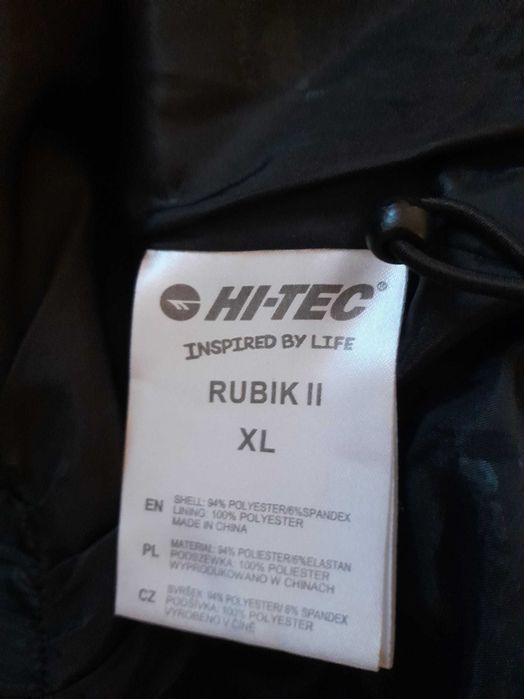 HI-TEC®
INSPIRED BY LIFE
RUBIK II
XL
EN SHELL: 94% POLYESTER/6%SPANDEX
LINING: 100% POLYESTER
MADE IN CHINA
PL MATERIAŁ: 94% POLIESTER/6%ELASTAN
PODSZEWKA: 100% POLIESTER
WYPRODUKOWANO W CHINACH
CZ SVRŠEK: 94% POLYESTER/ 6% SPANDEX
PODŠÍVKA: 100% POLYESTER
VYROBENO V ČÍNĚ